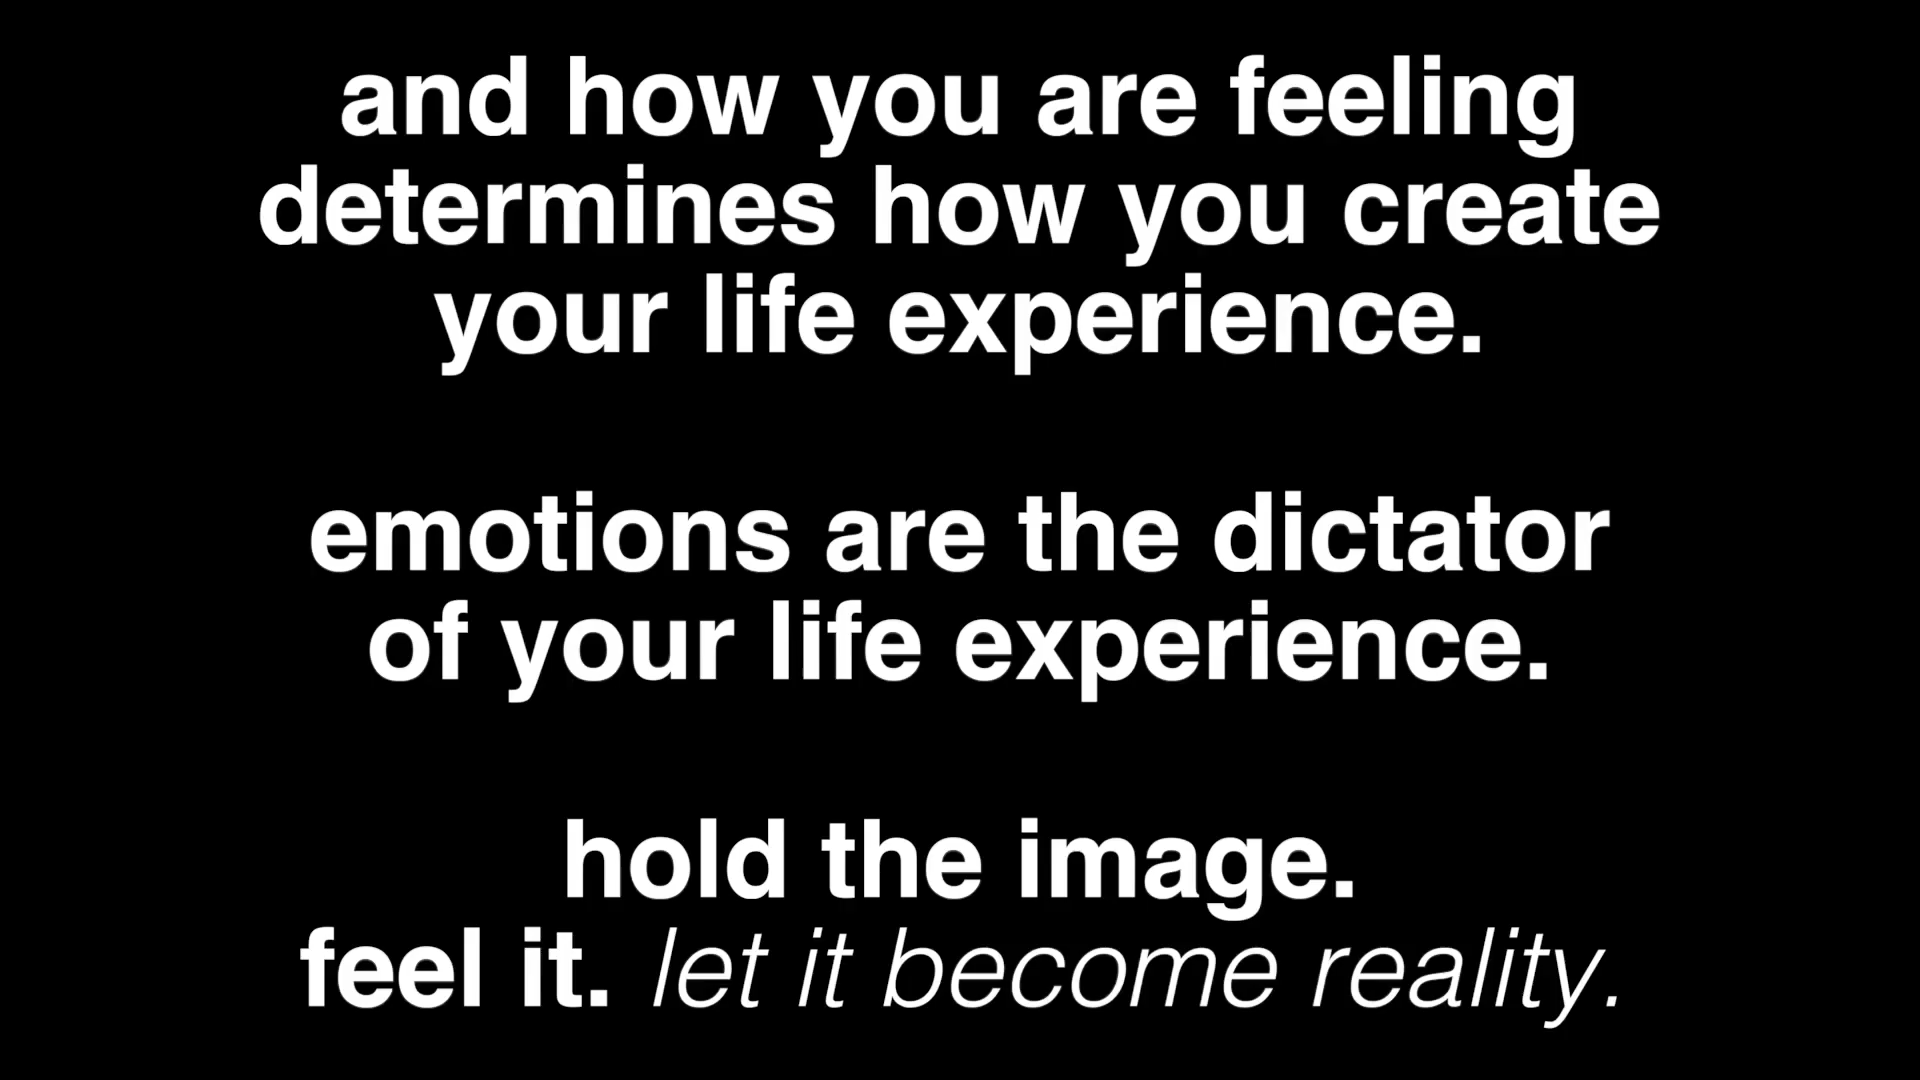 and how you are feeling
determines how you create
your life experience.
emotions are the dictator
of your life experience.
hold the image.
feel it. let it become reality.